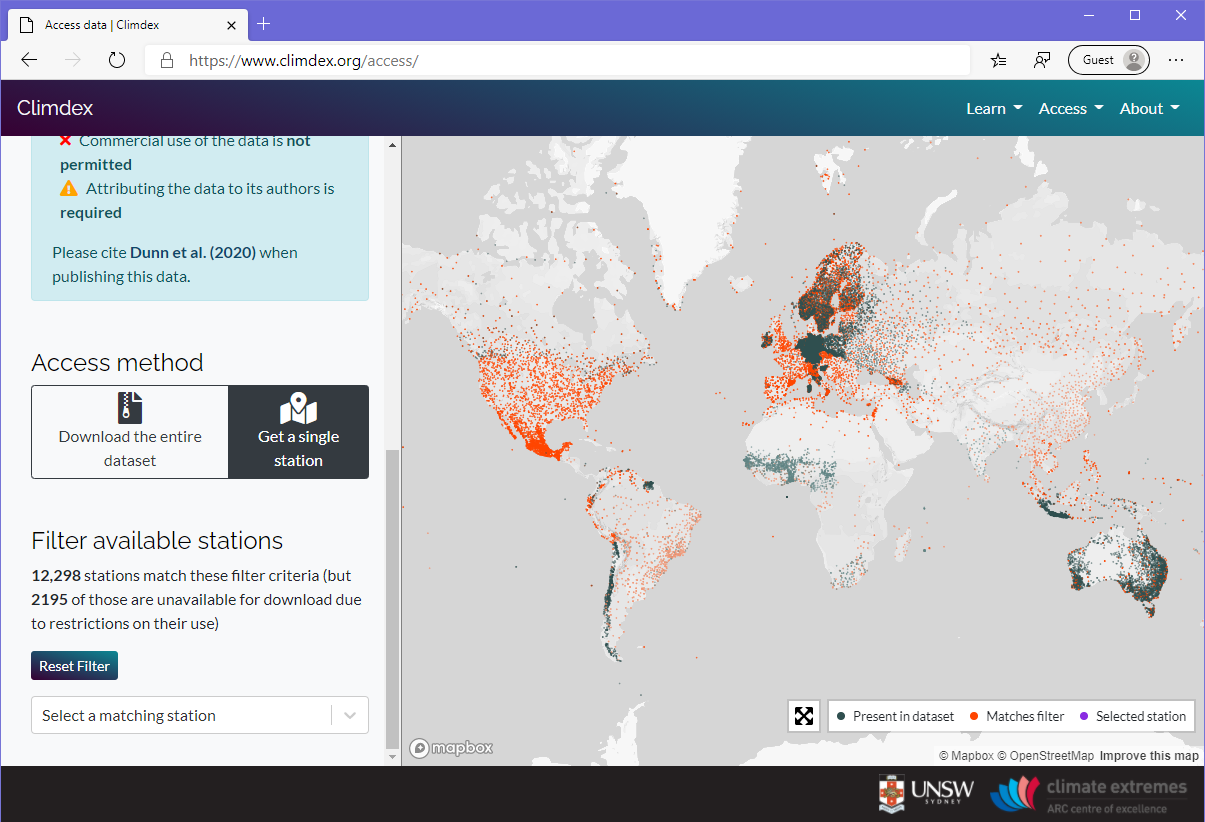 Access data | Climdex
https://www.climdex.org/access/
Guest
Climdex
Learn
Access
About
Commercial use of the data is not
permitted
Attributing the data to its authors is
required
Please cite Dunn et al. (2020) when
publishing this data.
Access method
Download the entire
dataset
Get a single
station
Filter available stations
12,298 stations match these filter criteria (but
2195 of those are unavailable for download due
to restrictions on their use)
Reset Filter
Select a matching station
Present in dataset
Matches filter
Selected station
mapbox
© Mapbox © OpenStreetMap Improve this map
UNSW
SYDNEY
climate extremes
ARC centre of excellence